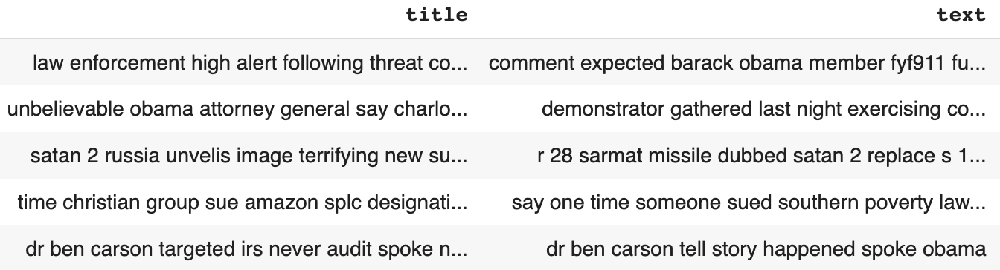 title text
law enforcement high alert following threat co... comment expected barack obama member fyf911 fu...
unbelievable obama attorney general say charlo... demonstrator gathered last night exercising co...
satan 2 russia unvelis image terrifying new su... r 28 sarmat missile dubbed satan 2 replace s 1...
time christian group sue amazon splc designati... say one time someone sued southern poverty law...
dr ben carson targeted irs never audit spoke n... dr ben carson tell story happened spoke obama